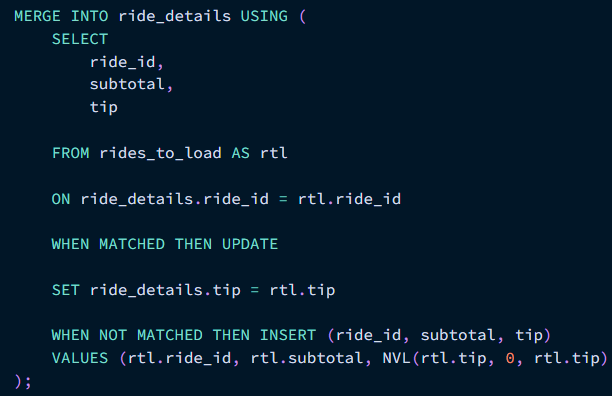 MERGE INTO ride_details USING (
SELECT
ride_id,
subtotal,
tip
FROM rides_to_load AS rtl
ON ride_details.ride_id = rtl.ride_id
WHEN MATCHED THEN UPDATE
SET ride_details.tip = rtl.tip
WHEN NOT MATCHED THEN INSERT (ride_id, subtotal, tip)
VALUES (rtl.ride_id, rtl.subtotal, NVL(rtl.tip, 0, rtl.tip)
);